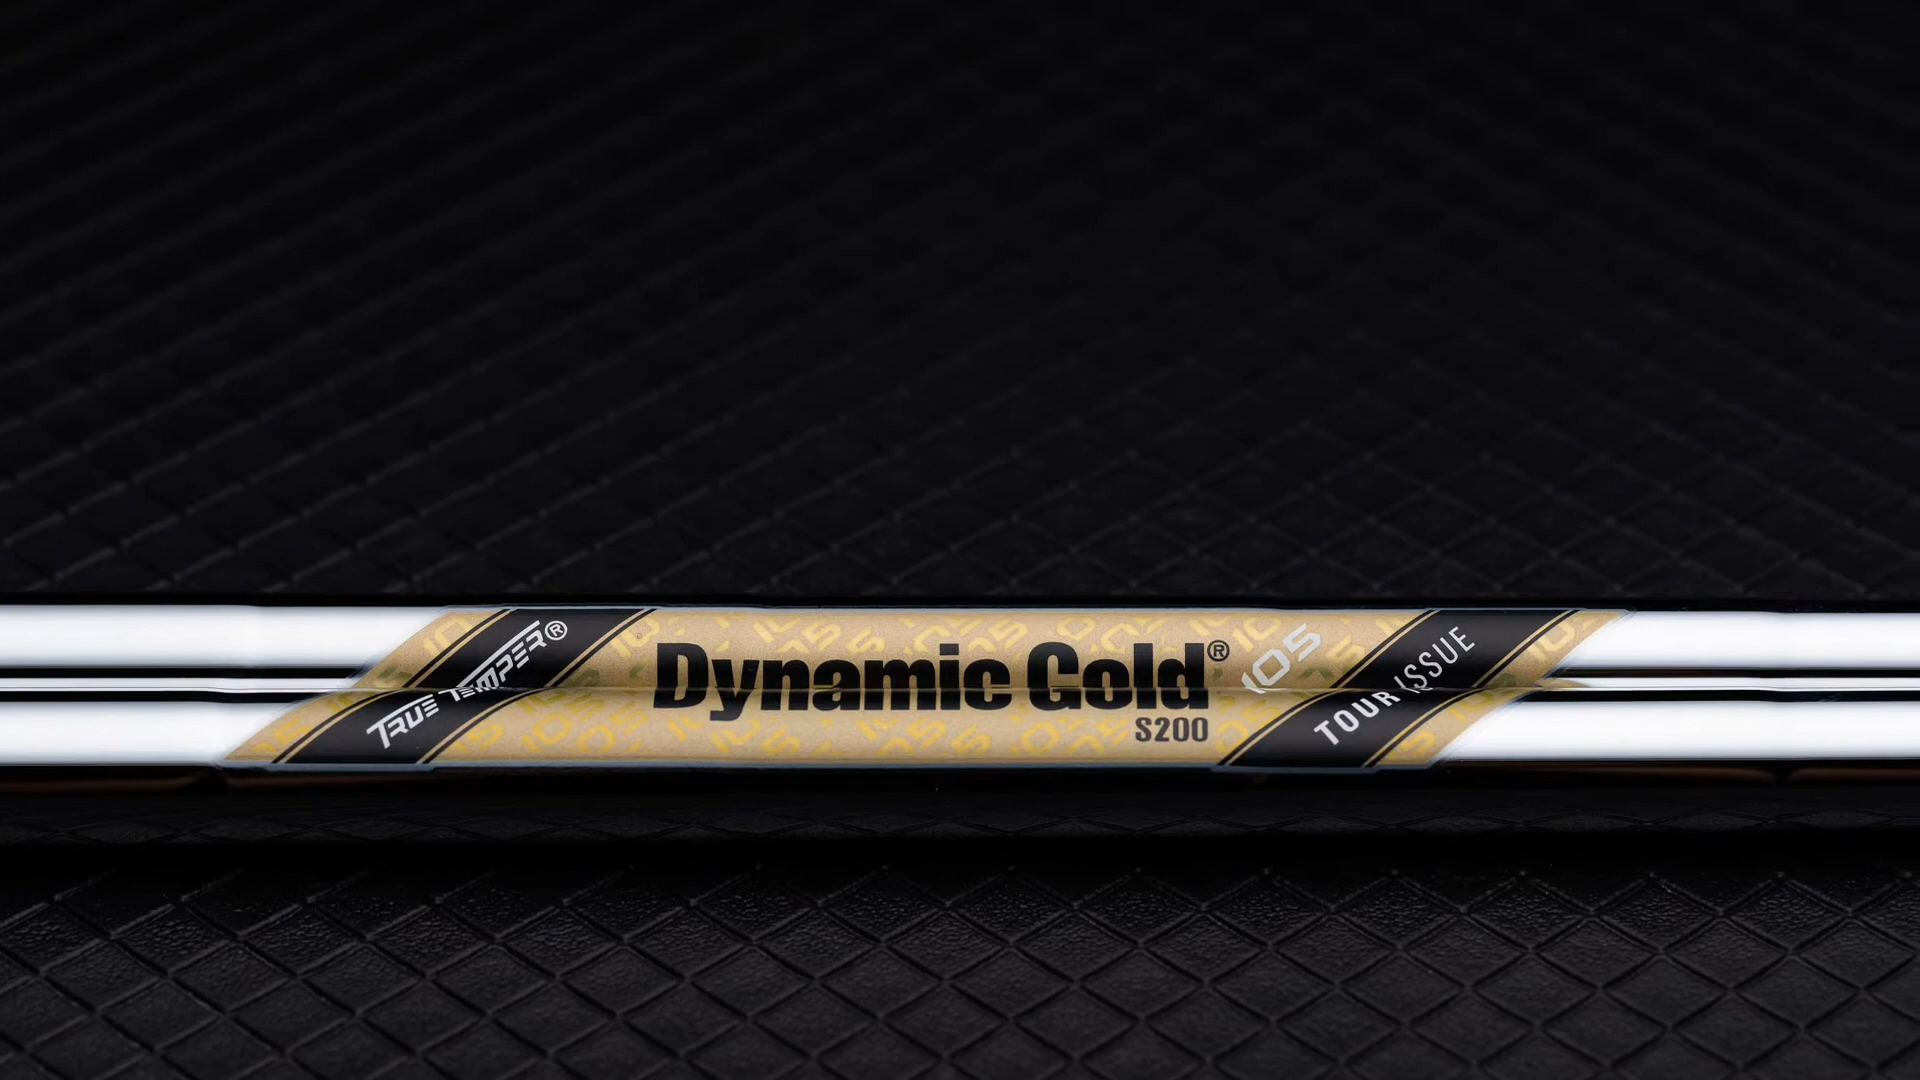 TRUE TEMPER®
Dynamic Gold®
S200
105
TOUR ISSUE